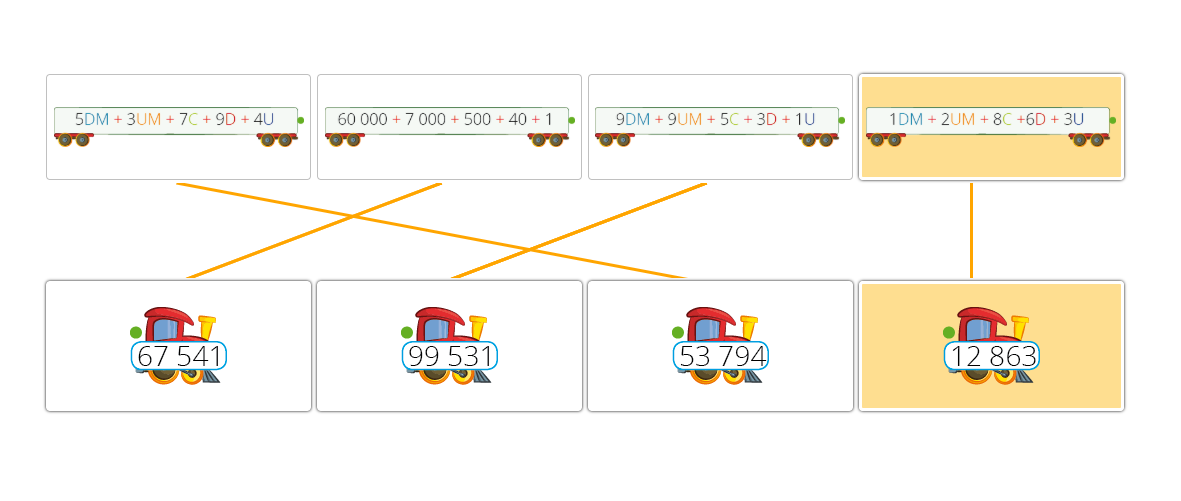 5DM + 3UM + 7C + 9D + 4U
60 000 + 7 000 + 500 + 40 + 1
9DM + 9UM + 5C + 3D + 1U
1DM + 2UM + 8C +6D + 3U
67 541
99 531
53 794
12 863